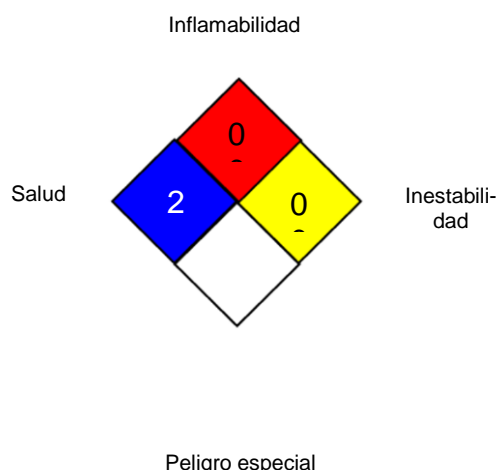 Inflamabilidad
0
Salud
2
0
Inestabili-
dad
Peligro especial